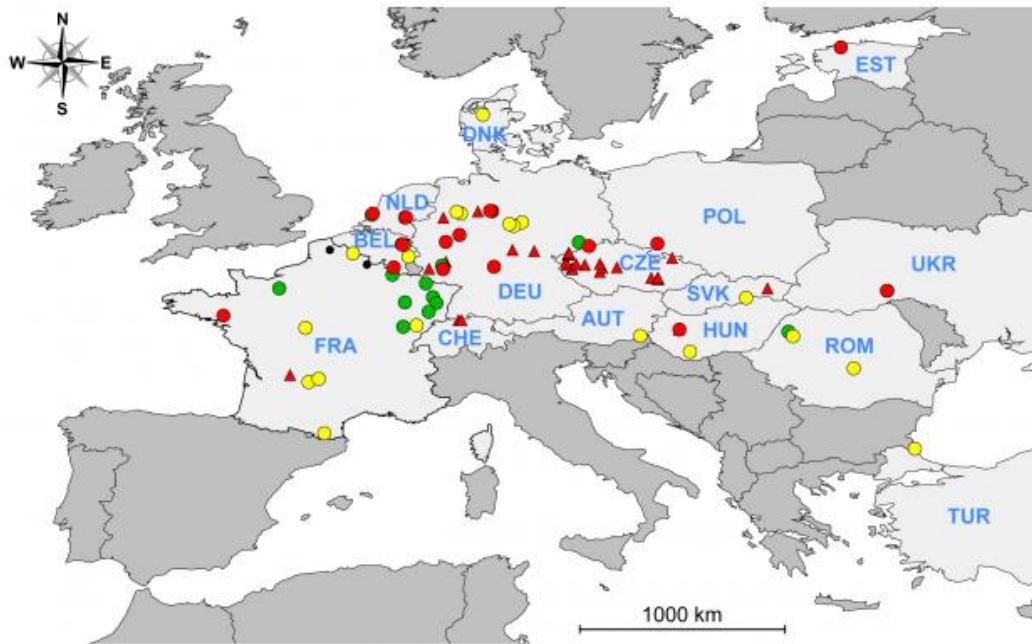 N
W E
S
EST
DNK
NLD
POL
BEL
CZE
UKR
DEU
SVK
AUT
HUN
FRA
CHE
ROM
TUR
1000 km